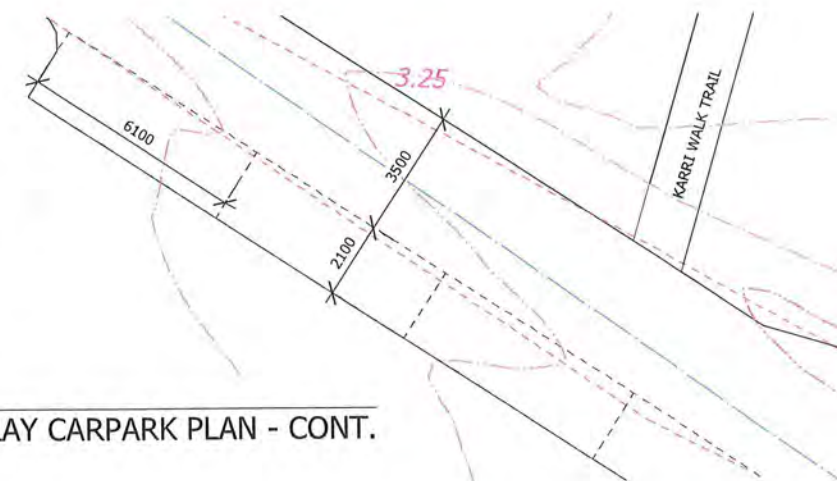 3.25
6100
3500
KARRI WALK TRAIL
2100
AY CARPARK PLAN - CONT.